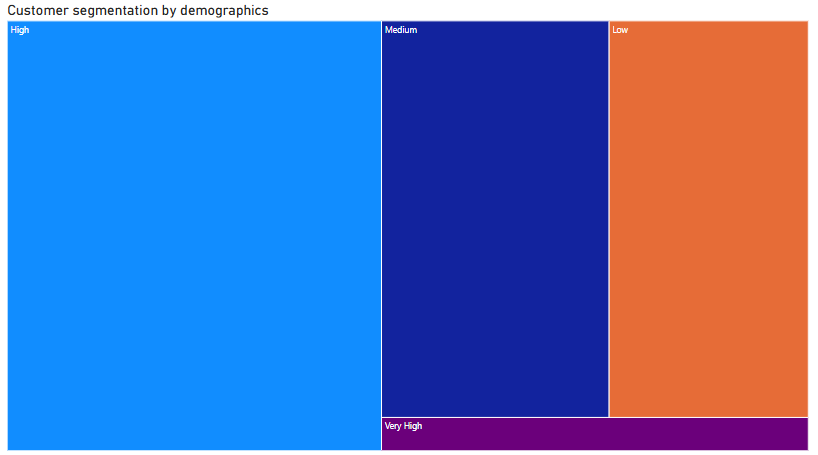 Customer segmentation by demographics
High
Medium
Low
Very High